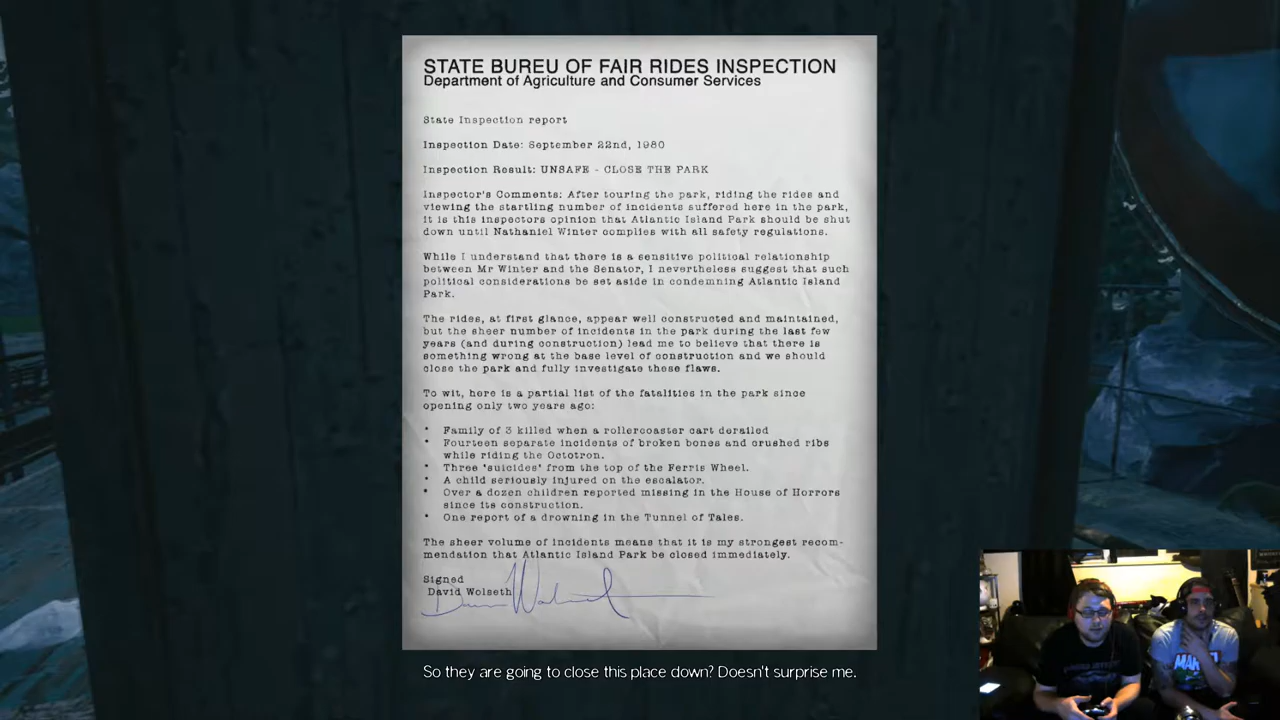 STATE BUREU OF FAIR RIDES INSPECTION
Department of Agriculture and Consumer Services
State Inspection report
Inspection Date: September 22nd, 1980
Inspection Result: UNSAFE - CLOSE THE PARK
Inspector's Comments: After touring the park, riding the rides and
viewing the startling number of incidents suffered here in the park,
it is this inspectors opinion that Atlantic Island Park should be shut
down until Nathaniel Winter complies with all safety regulations.
While I understand that there is a sensitive political relationship
between Mr Winter and the Senator, I nevertheless suggest that such
political considerations be set aside in condemning Atlantic Island
Park.
The rides, at first glance, appear well constructed and maintained,
but the sheer number of incidents in the park during the last few
years (and during construction) lead me to believe that there is
something wrong at the base level of construction and we should
close the park and fully investigate these flaws.
To wit, here is a partial list of the fatalities in the park since
opening only two years ago:
* Family of 3 killed when a rollercoaster cart derailed
* Fourteen separate incidents of broken bones and crushed ribs
while riding the Octotron.
* Three 'suicides' from the top of the Ferris Wheel.
* A child seriously injured on the escalator.
* Over a dozen children reported missing in the House of Horrors
since its construction.
* One report of a drowning in the Tunnel of Tales.
The sheer volume of incidents means that it is my strongest recom-
mendation that Atlantic Island Park be closed immediately.
Signed
David Wolseth
So they are going to close this place down? Doesn't surprise me.